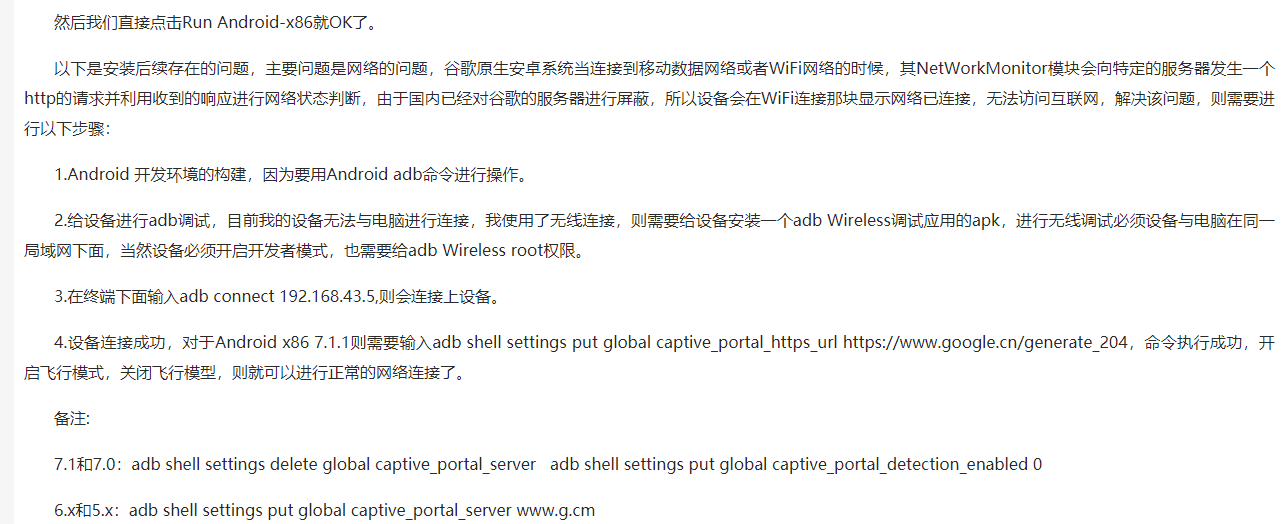 然后我们直接点击Run Android-x86就OK了。
以下是安装后续存在的问题，主要问题是网络的问题，谷歌原生安卓系统当连接到移动数据网络或者WiFi网络的时候，其NetWorkMonitor模块会向特定的服务器发生一个
http的请求并利用收到的响应进行网络状态判断，由于国内已经对谷歌的服务器进行屏蔽，所以设备会在WiFi连接那块显示网络已连接，无法访问互联网，解决该问题，则需要进
行以下步骤：
1.Android 开发环境的构建，因为要用Android adb命令进行操作。
2.给设备进行adb调试，目前我的设备无法与电脑进行连接，我使用了无线连接，则需要给设备安装一个adb Wireless调试应用的apk，进行无线调试必须设备与电脑在同一
局域网下面，当然设备必须开启开发者模式，也需要给adb Wireless root权限。
3.在终端下面输入adb connect 192.168.43.5,则会连接上设备。
4.设备连接成功，对于Android x86 7.1.1则需要输入adb shell settings put global captive_portal_https_url https://www.google.cn/generate_204，命令执行成功，开
启飞行模式，关闭飞行模型，则就可以进行正常的网络连接了。
备注:
7.1和7.0：adb shell settings delete global captive_portal_server   adb shell settings put global captive_portal_detection_enabled 0
6.x和5.x：adb shell settings put global captive_portal_server www.g.cm